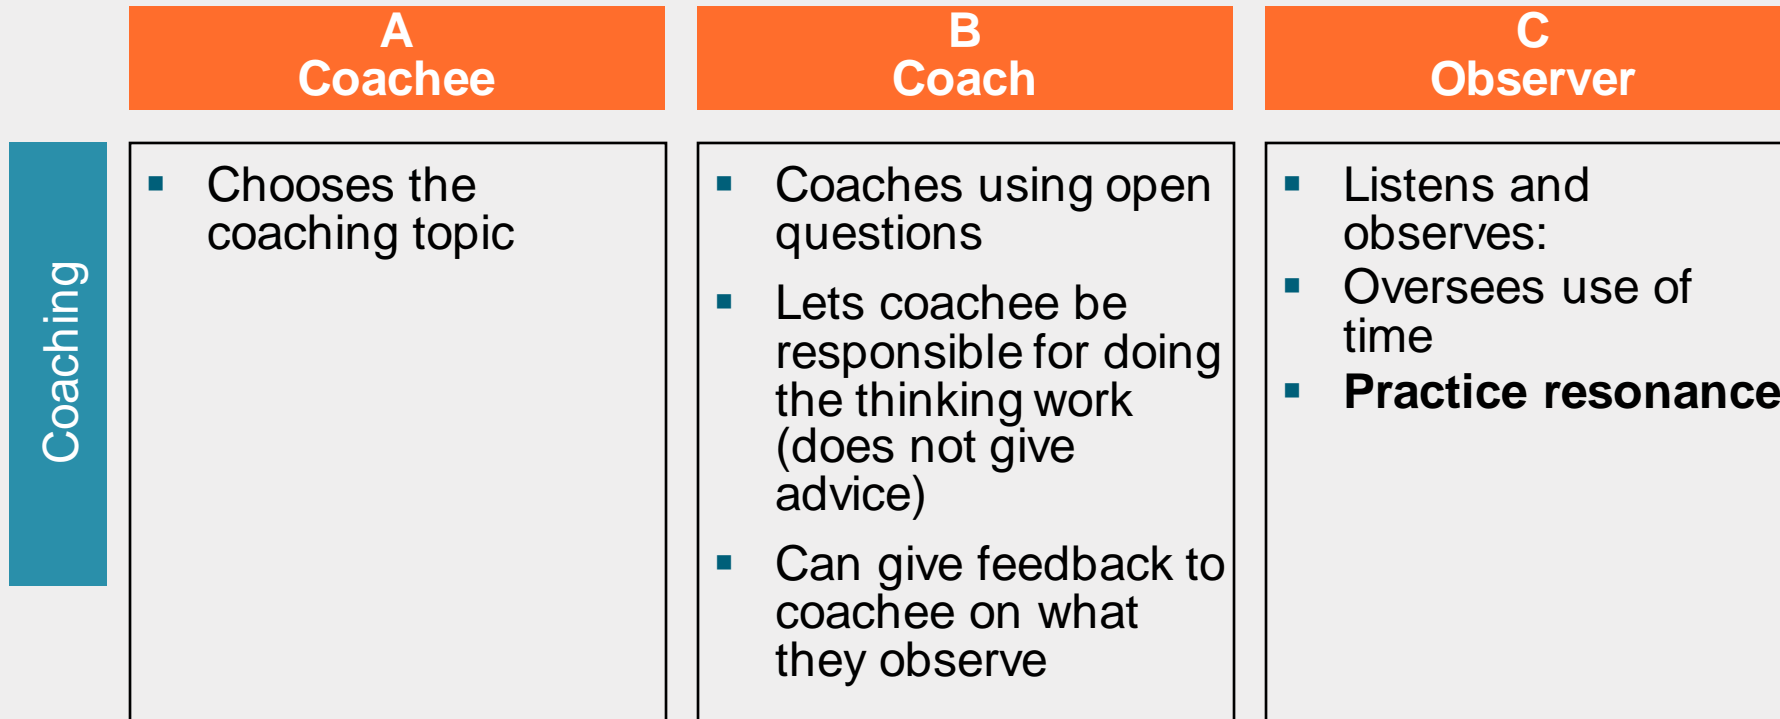 A
Coachee
B
Coach
C
Observer
Coaching
Chooses the
coaching topic
Coaches using open
questions
Lets coachee be
responsible for doing
the thinking work
(does not give
advice)
Can give feedback to
coachee on what
they observe
Listens and
observes:
Oversees use of
time
Practice resonance